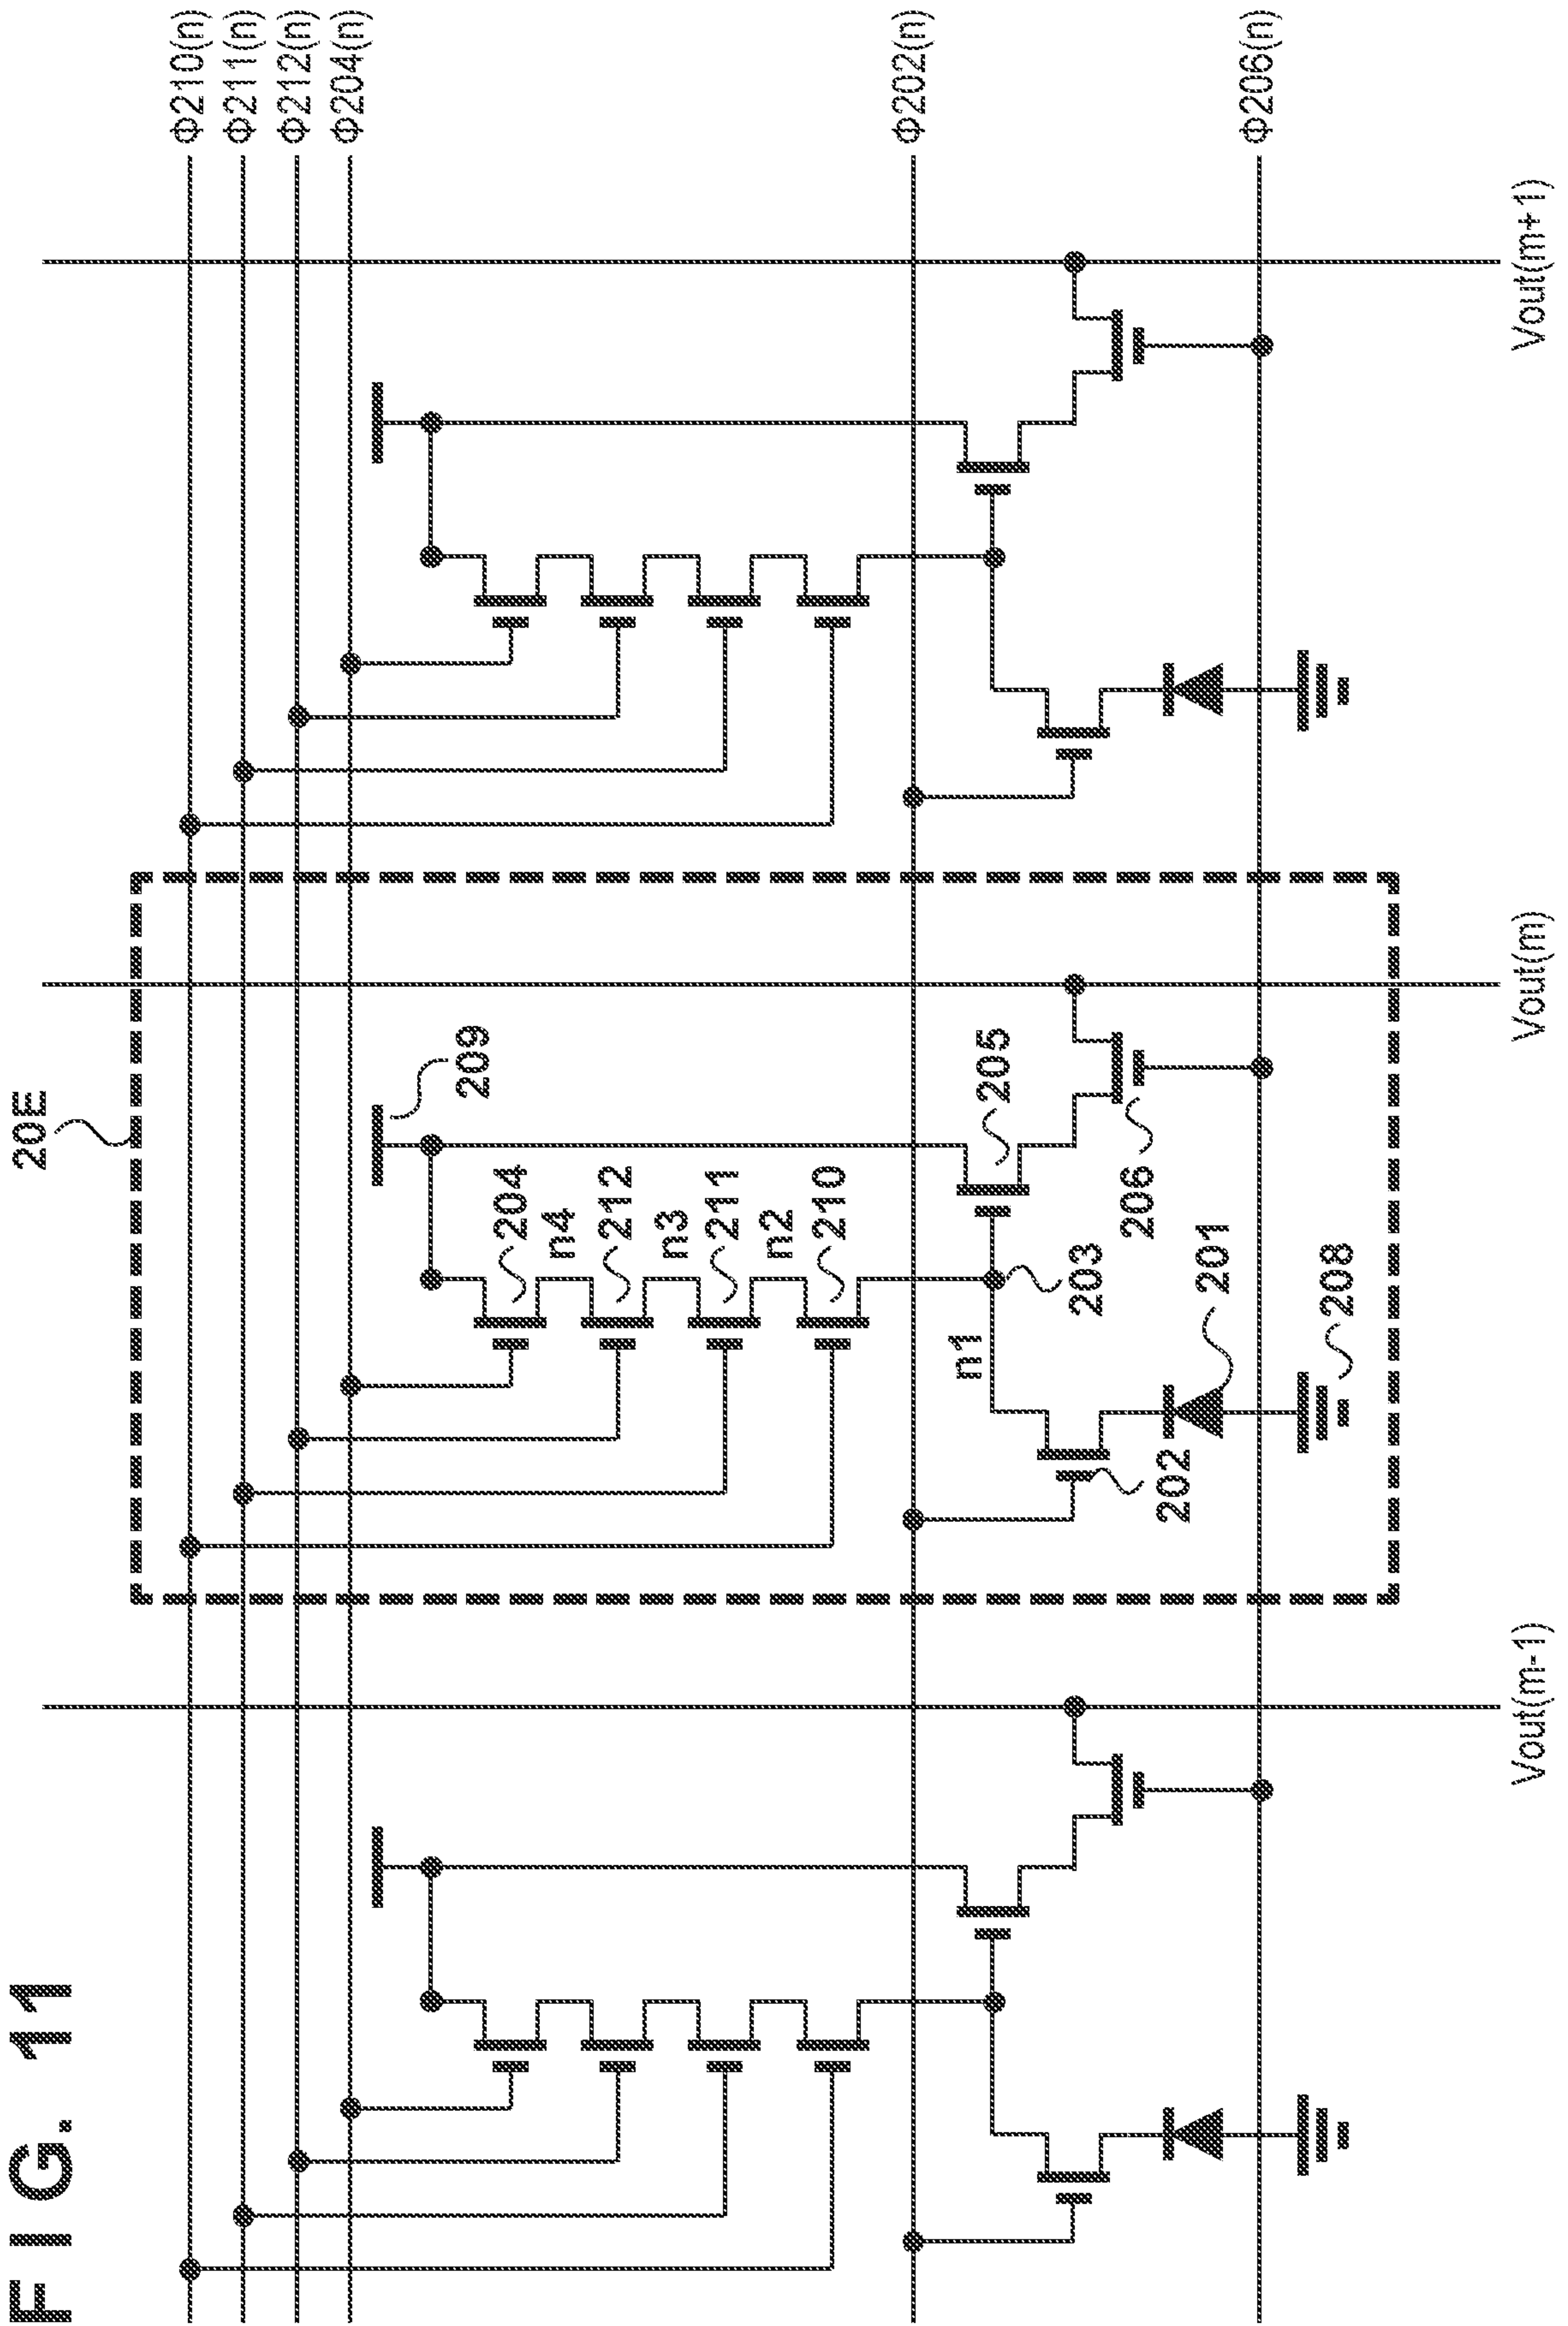 FIG. 11
20E
Φ210(n)
Φ211(n)
Φ212(n)
Φ204(n)
209
204
n4
212
n3
211
n2
210
Φ202(n)
n1
205
203
206
202
201
Φ206(n)
208
Vout(m-1)
Vout(m)
Vout(m+1)